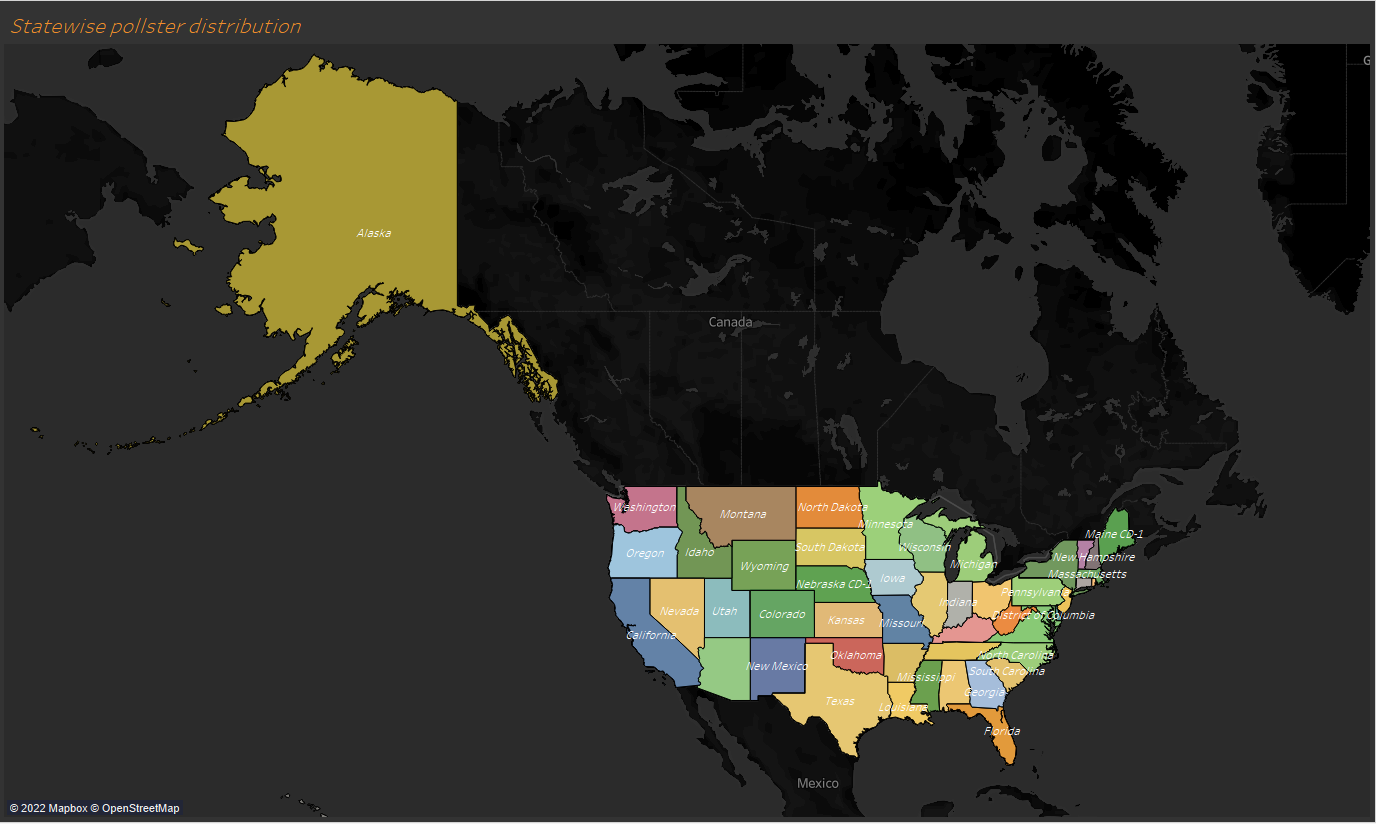 Statewise pollster distribution
G
Alaska
Canada
Washington
Montana
North Dakota
Minnesota
Maine CD-1
Oregon
Idaho
South Dakota
Wisconsin
New Hampshire
Wyoming
Michigan
Massachusetts
Nebraska CD-1
Iowa
Pennsylvania
Indiana
Nevada
Utah
Colorado
Kansas
Missouri
District of Columbia
California
Oklahoma
North Carolina
New Mexico
South Carolina
Mississippi
Georgia
Texas
Louisiana
Florida
Mexico
© 2022 Mapbox © OpenStreetMap